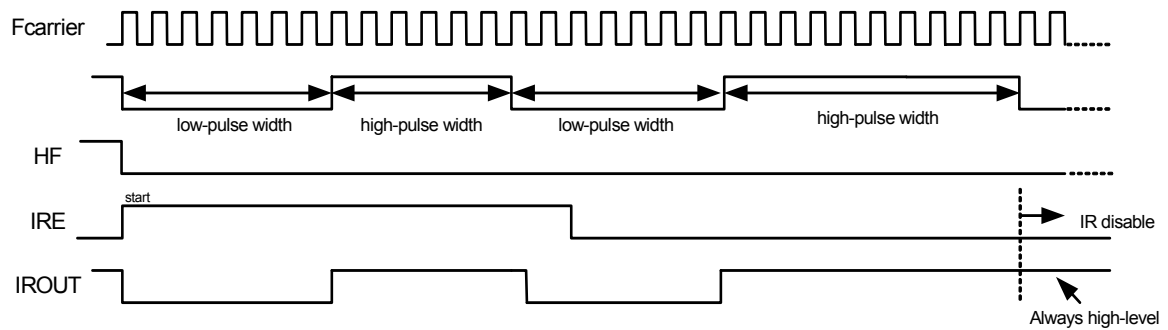 Fcarrier
low-pulse width
high-pulse width
low-pulse width
high-pulse width
HF
start
IRE
IR disable
IROUT
Always high-level